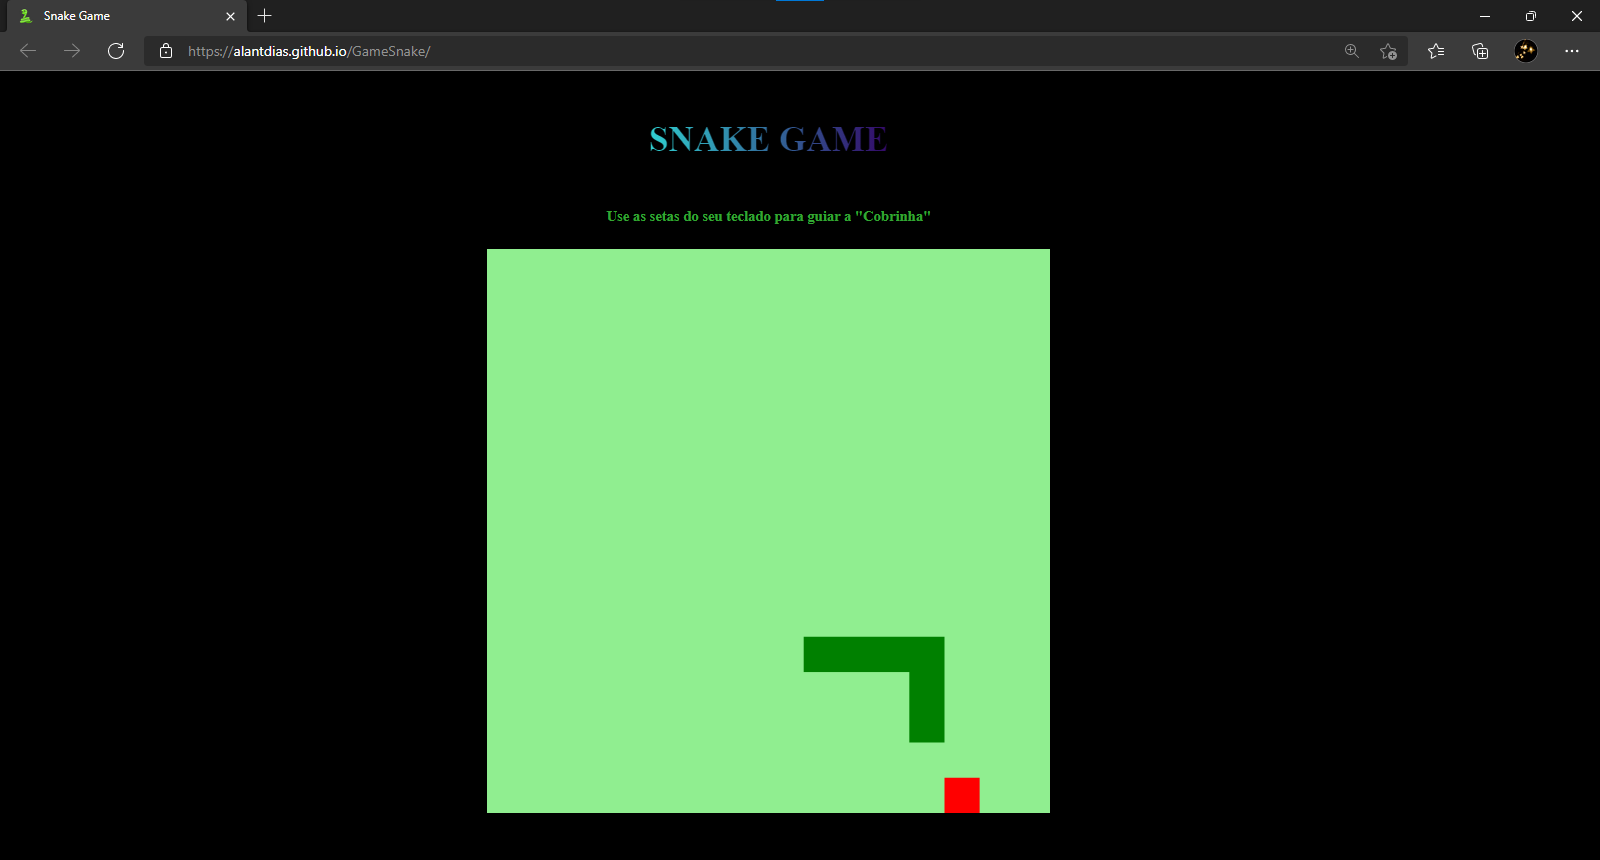 Snake Game
https://alantdias.github.io/GameSnake/
SNAKE GAME
Use as setas do seu teclado para guiar a "Cobrinha"